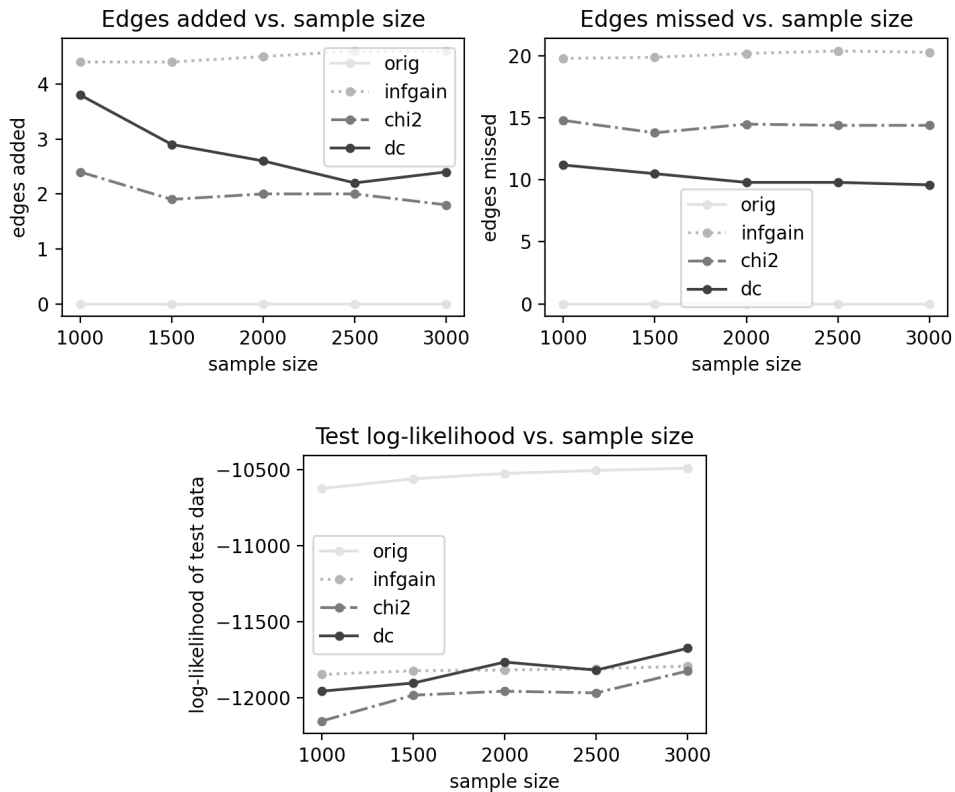 Edges added vs. sample size
edges added
4
3
2
1
0
orig
infgain
chi2
dc
1000 1500 2000 2500 3000
sample size
Edges missed vs. sample size
edges missed
20
15
10
5
0
orig
infgain
chi2
dc
1000 1500 2000 2500 3000
sample size
Test log-likelihood vs. sample size
log-likelihood of test data
−10500
−11000
−11500
−12000
orig
infgain
chi2
dc
1000 1500 2000 2500 3000
sample size